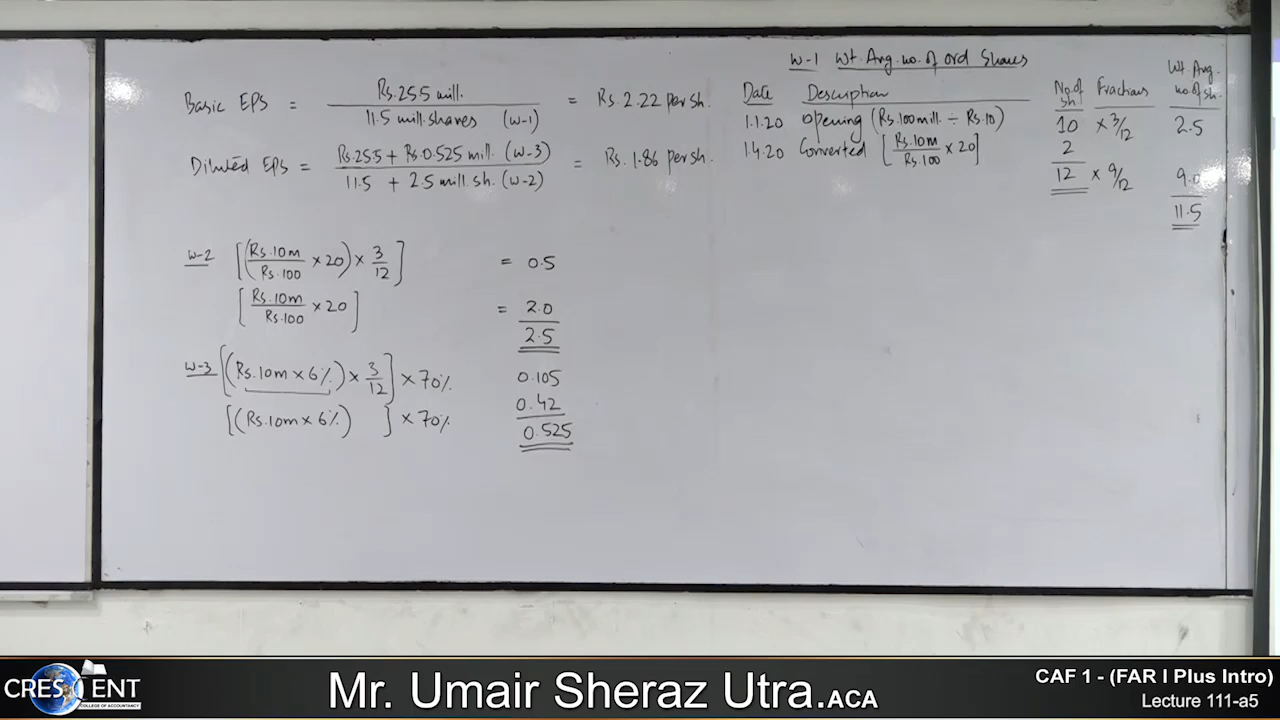 Basic EPS = Rs.255 mill. / 11.5 mill. shares (W-1) = Rs. 2.22 per sh.
Diluted EPS = Rs.25.5 + Rs.0.525 mill. (W-3) / 11.5 + 2.5 mill. sh. (W-2) = Rs. 1.86 per sh.
W-2 [(Rs.10m / Rs.100 × 20) × 3/12] = 0.5
[Rs.10m / Rs.100 × 20] = 2.0
2.5
W-3 [(Rs.10m × 6%) × 3/12] × 70% 0.105
[(Rs.10m × 6%) ] × 70% 0.42
0.525
W-1 Wt. Avg. no. of ord Shares
Date Description No. of sh. Fractions Wt. Avg. no. of sh.
1.1.20 Opening (Rs.100 mill ÷ Rs.10) 10 × 3/12 2.5
1.4.20 Converted [Rs.10m / Rs.100 × 20] 2
12 × 9/12 9.0
11.5
CRESCENT
COLLEGE OF ACCOUNTANCY
Mr. Umair Sheraz Utra.ACA
CAF 1 - (FAR I Plus Intro)
Lecture 111-a5